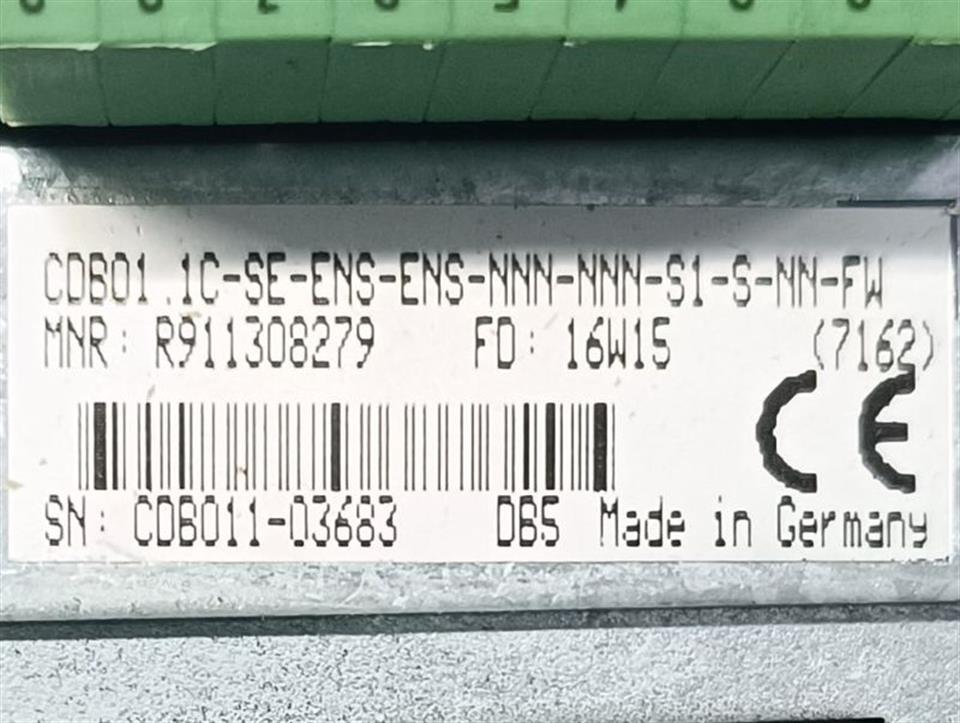 CDB01.1C-SE-ENS-ENS-NNN-NNN-S1-S-NN-FW
MNR: R911308279 FD: 16W15 (7162)
CE
SN: CDB011-03683 DB5 Made in Germany